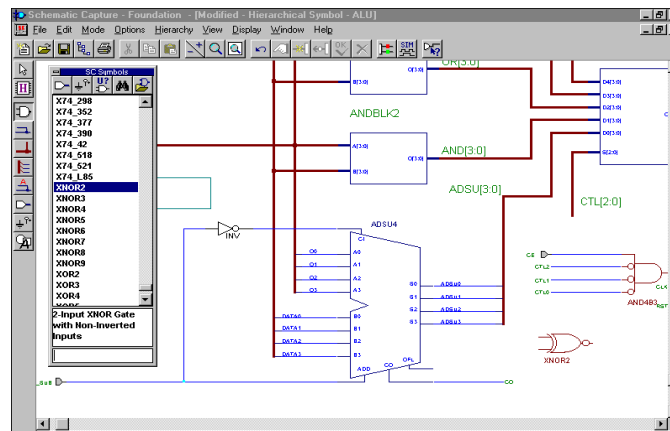 Schematic Capture - Foundation - [Modified - Hierarchical Symbol - ALU]
File Edit Mode Options Hierarchy View Display Window Help
SIM
SC Symbols
U?
X74_298
X74_352
X74_377
X74_390
X74_42
X74_518
X74_521
X74_L85
XNOR2
XNOR3
XNOR4
XNOR5
XNOR6
XNOR7
XNOR8
XNOR9
XOR2
XOR3
XOR4
2-Input XNOR Gate
with Non-Inverted
Inputs
B[3:0]
O[3:0]
OR[3:0]
ANDBLK2
A[3:0]
B[3:0]
O[3:0]
AND[3:0]
ADSU[3:0]
D4[3:0]
D3[3:0]
D2[3:0]
D1[3:0]
D0[3:0]
S[2:0]
CTL[2:0]
INV
ADSU4
CI
O0
A0
O1
A1
O2
A2
O3
A3
S0
ADSU0
S1
ADSU1
S2
ADSU2
S3
ADSU3
DATA0
B0
DATA1
B1
DATA2
B2
DATA3
B3
ADD
CO
OFL
CO
CE
CTL2
CTL1
CTL0
AND4B3
CLK
RST
XNOR2